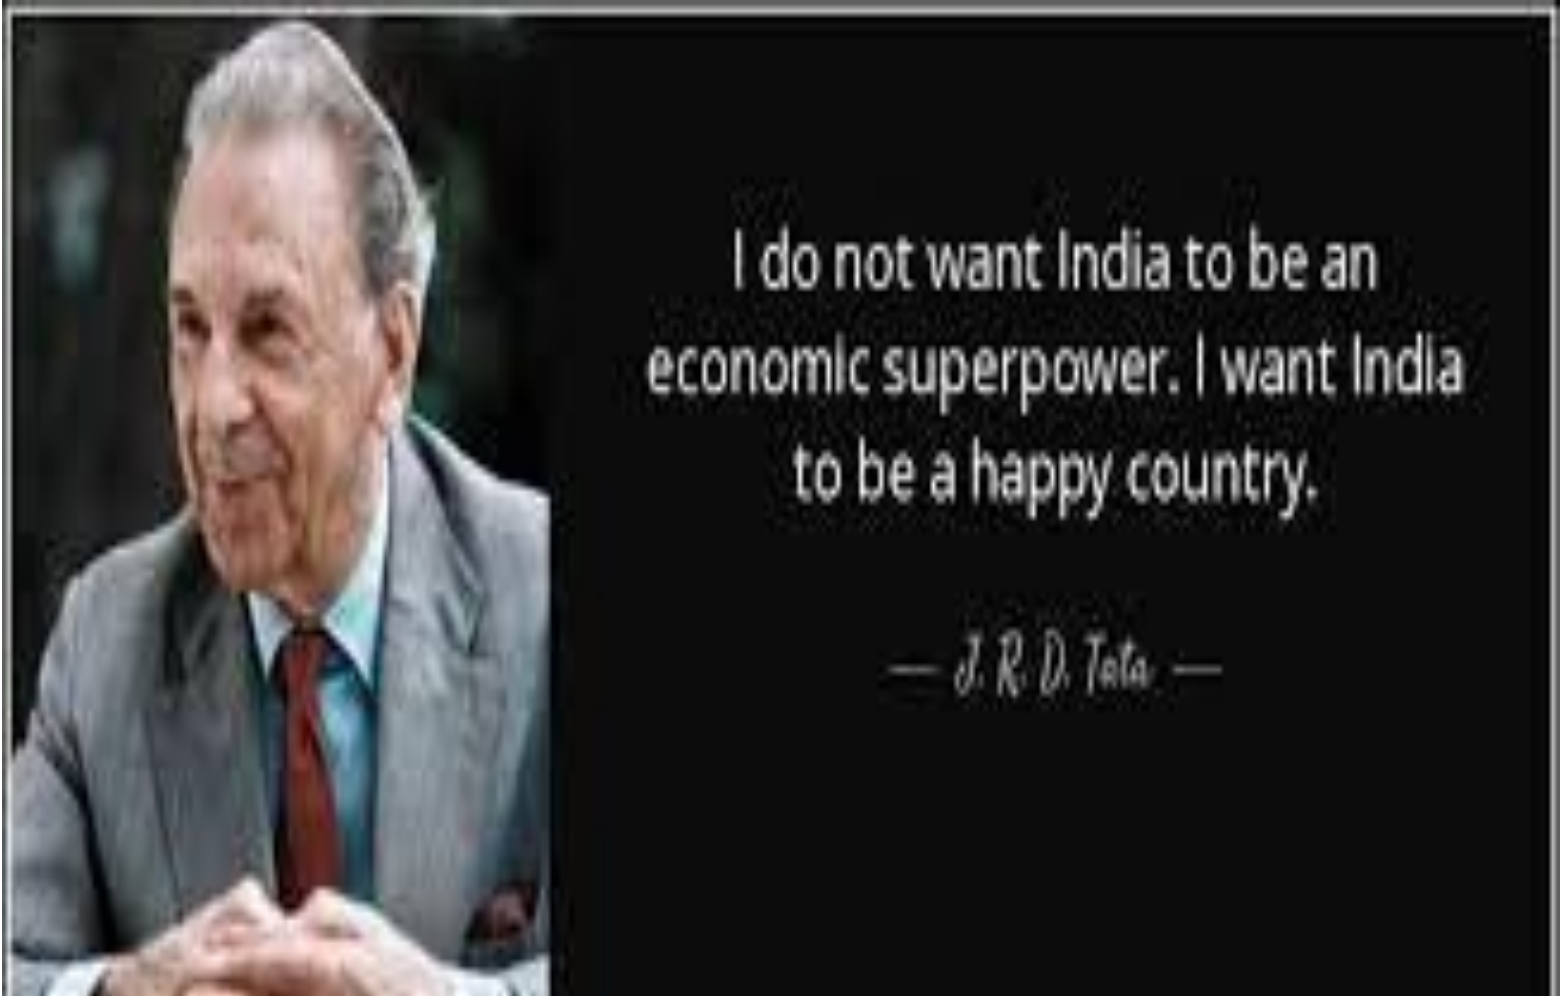 I do not want India to be an
economic superpower. I want India
to be a happy country.
— J. R. D. Tata —